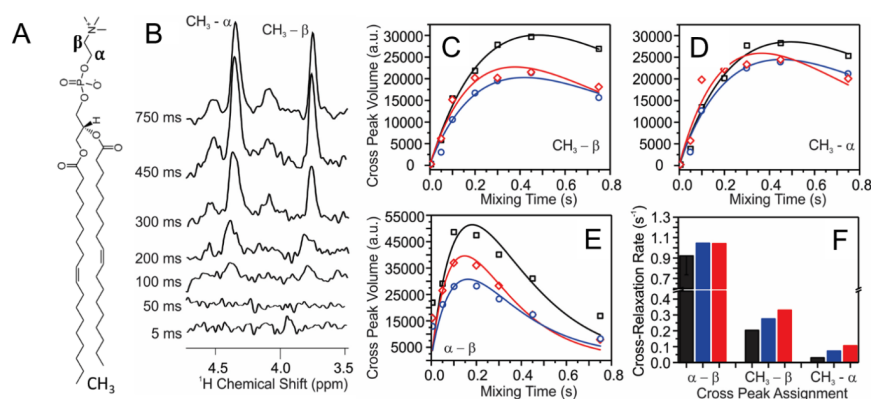 A
N+
β
α
O
O
P
O-
O
O
H
O
O
O
CH3
B
CH3 - α
CH3 – β
750 ms
450 ms
300 ms
200 ms
100 ms
50 ms
5 ms
4.5
4.0
3.5
1H Chemical Shift (ppm)
C
Cross Peak Volume (a.u.)
30000
25000
20000
15000
10000
5000
0
CH3 – β
0.0
0.2
0.4
0.6
0.8
Mixing Time (s)
D
30000
25000
20000
15000
10000
5000
0
CH3 – α
0.0
0.2
0.4
0.6
0.8
Mixing Time (s)
E
Cross Peak Volume (a.u.)
55000
45000
35000
25000
15000
5000
α – β
0.0
0.2
0.4
0.6
0.8
Mixing Time (s)
F
Cross-Relaxation Rate (s-1)
1.3
1.1
0.9
0.7
0.4
0.3
0.2
0.1
0.0
α – β
CH3 – β
CH3 - α
Cross Peak Assignment